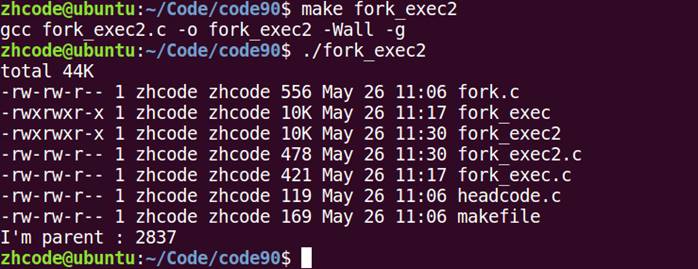 zhcode@ubuntu:~/Code/code90$ make fork_exec2
gcc fork_exec2.c -o fork_exec2 -Wall -g
zhcode@ubuntu:~/Code/code90$ ./fork_exec2
total 44K
-rw-rw-r-- 1 zhcode zhcode 556 May 26 11:06 fork.c
-rwxrwxr-x 1 zhcode zhcode 10K May 26 11:17 fork_exec
-rwxrwxr-x 1 zhcode zhcode 10K May 26 11:30 fork_exec2
-rw-rw-r-- 1 zhcode zhcode 478 May 26 11:30 fork_exec2.c
-rw-rw-r-- 1 zhcode zhcode 421 May 26 11:17 fork_exec.c
-rw-rw-r-- 1 zhcode zhcode 119 May 26 11:06 headcode.c
-rw-rw-r-- 1 zhcode zhcode 169 May 26 11:06 makefile
I'm parent : 2837
zhcode@ubuntu:~/Code/code90$